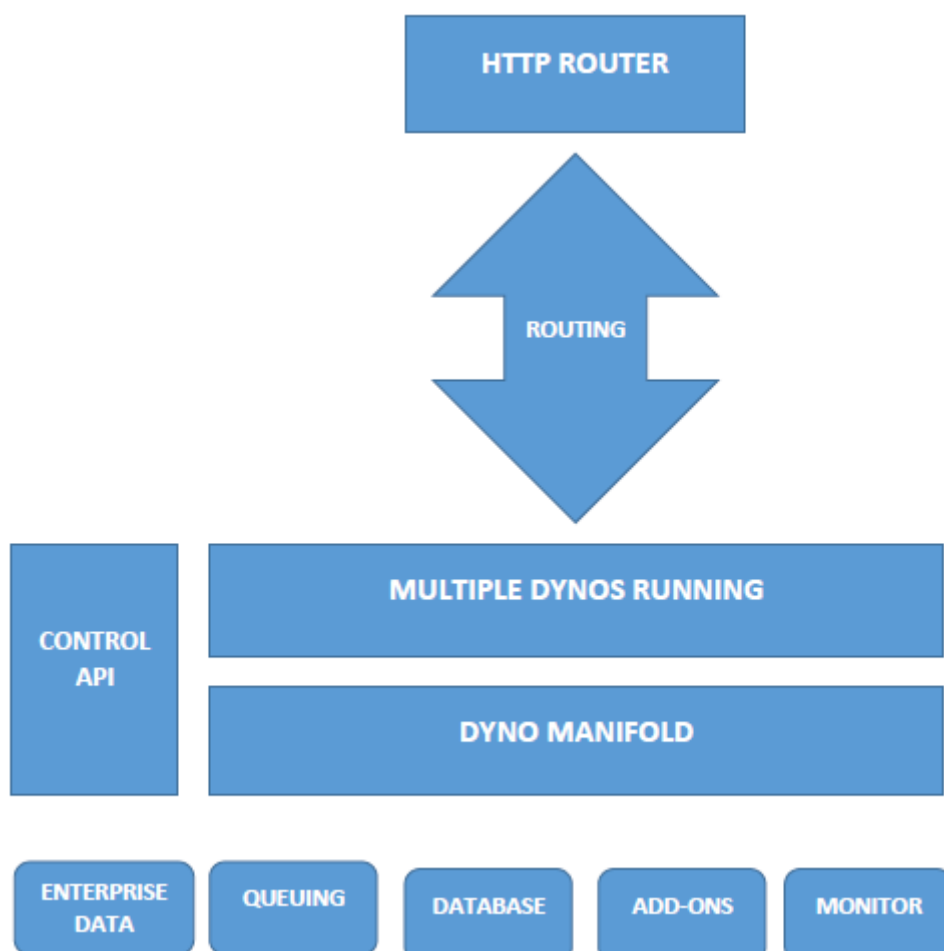 HTTP ROUTER
ROUTING
MULTIPLE DYNOS RUNNING
CONTROL
API
DYNO MANIFOLD
ENTERPRISE
DATA
QUEUING
DATABASE
ADD-ONS
MONITOR